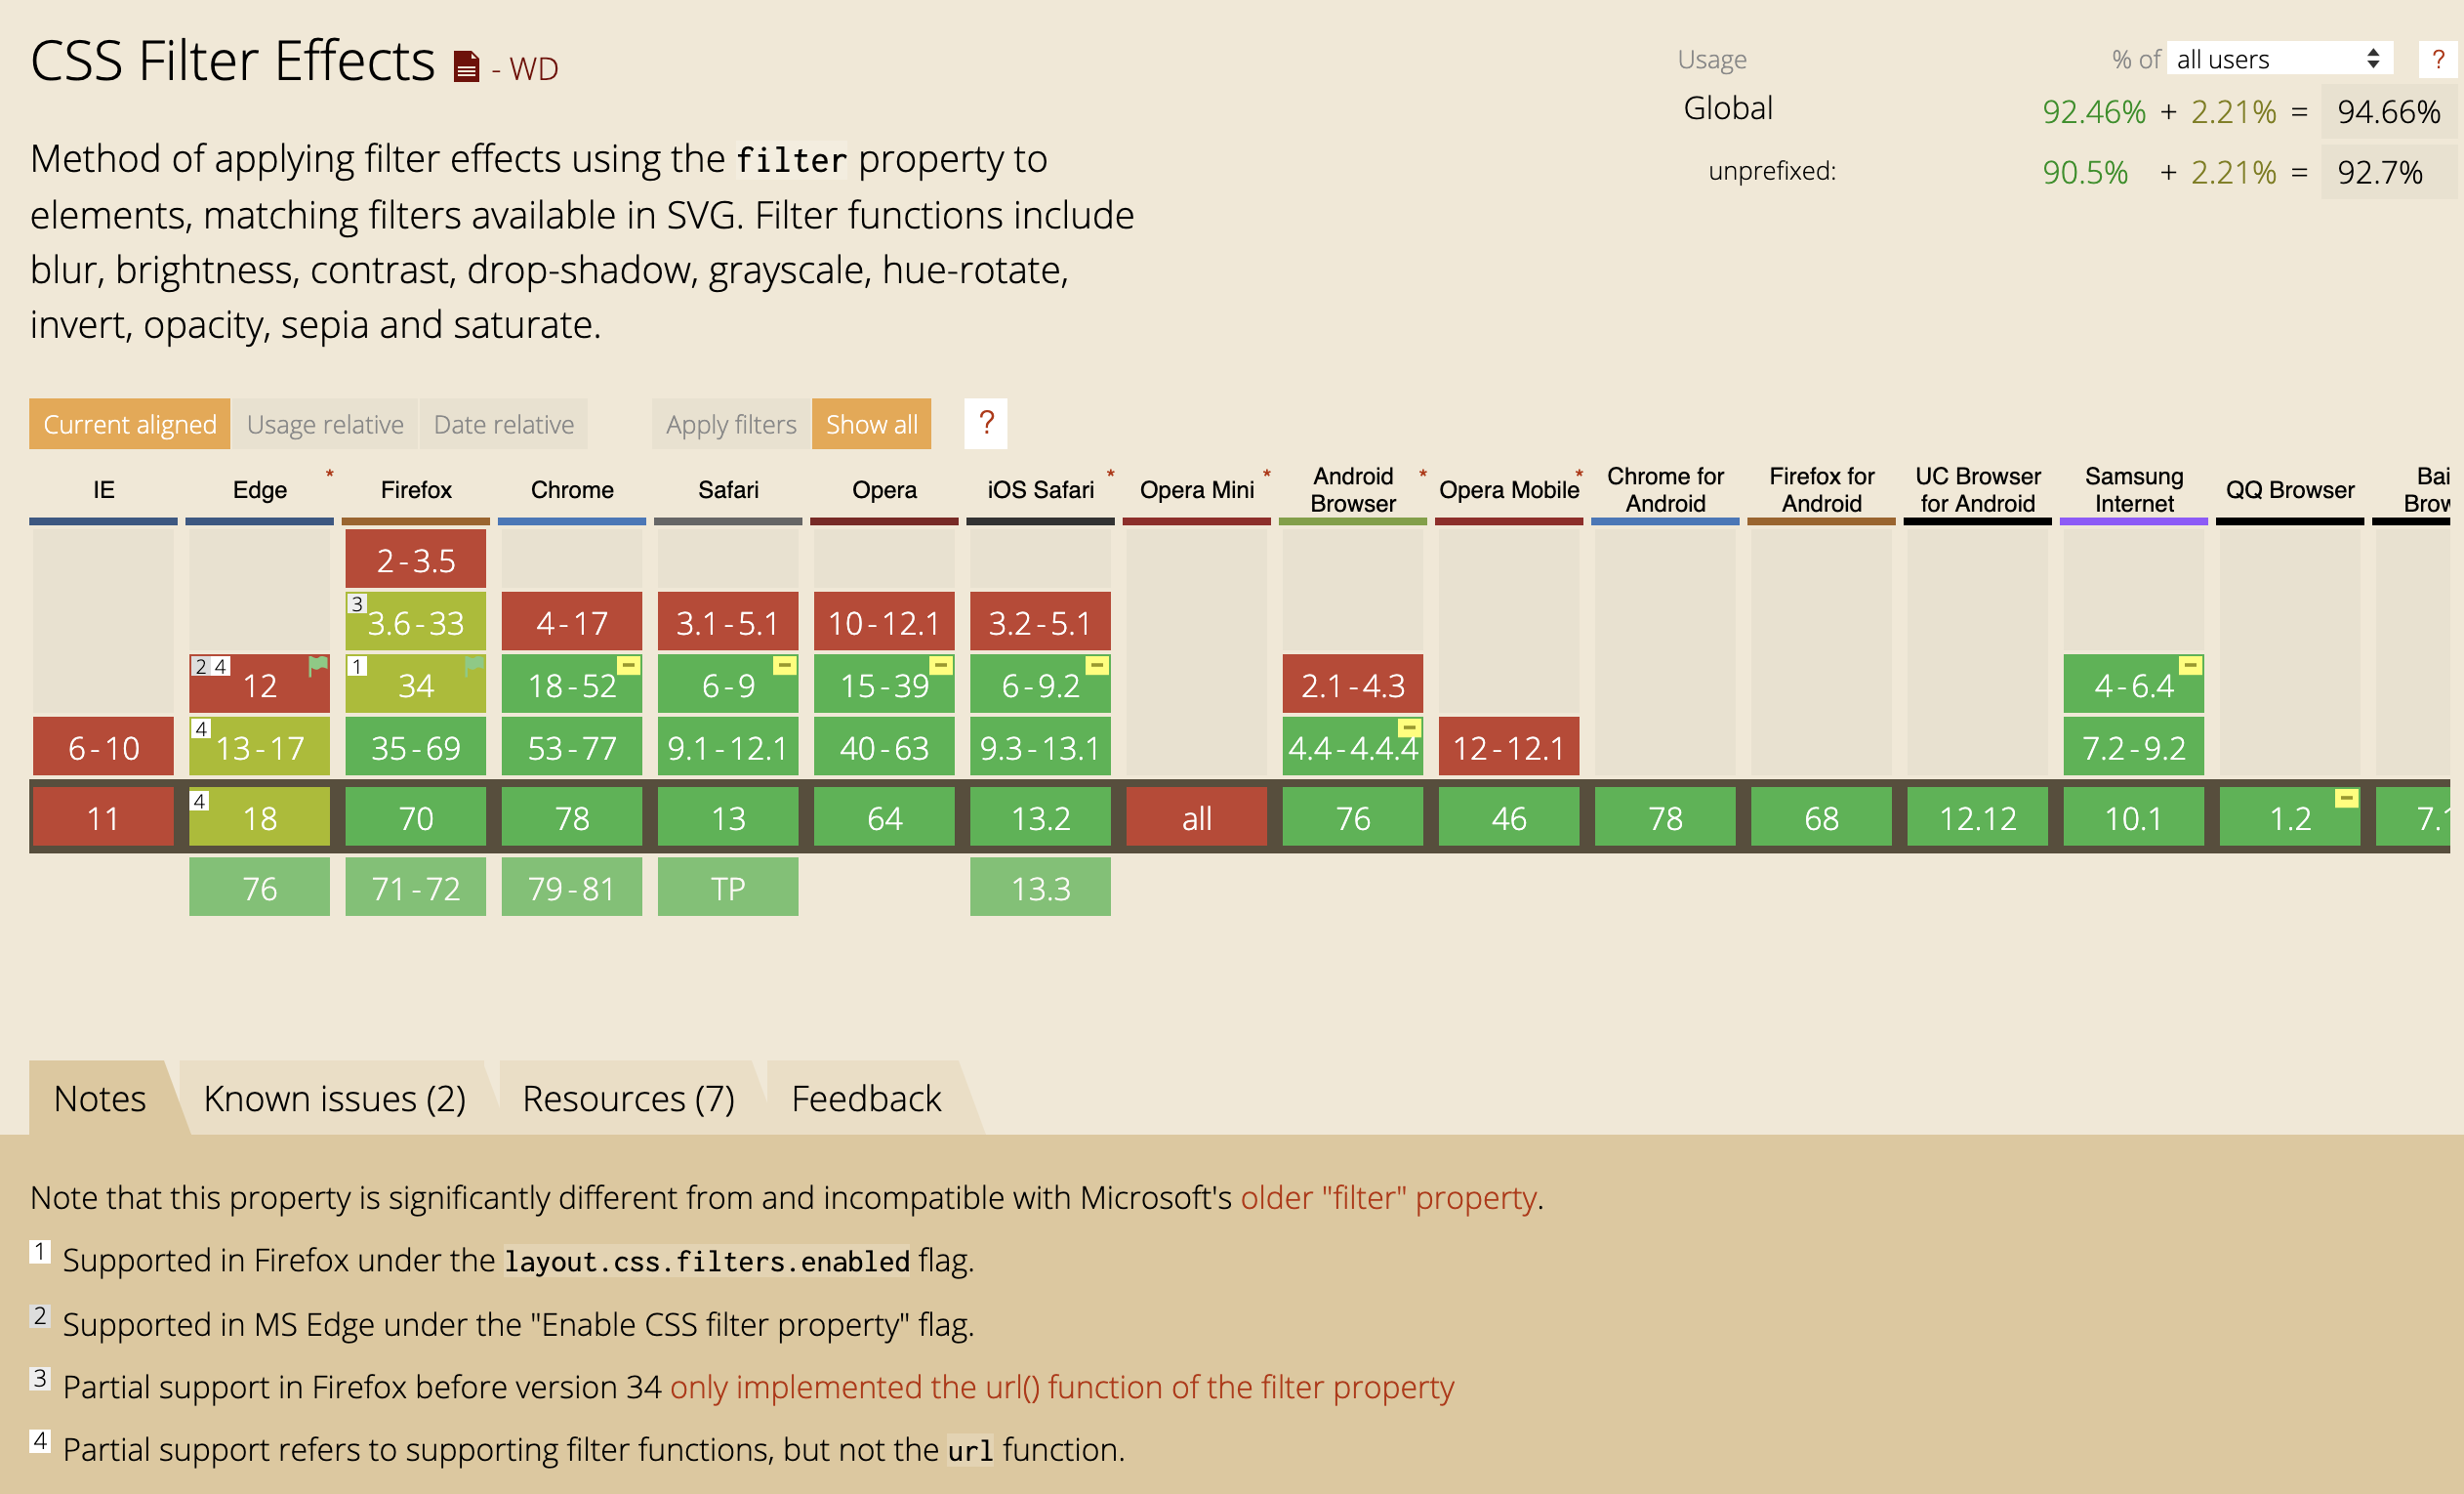 CSS Filter Effects - WD
Usage % of all users ?
Global 92.46% + 2.21% = 94.66%
unprefixed: 90.5% + 2.21% = 92.7%
Method of applying filter effects using the filter property to
elements, matching filters available in SVG. Filter functions include
blur, brightness, contrast, drop-shadow, grayscale, hue-rotate,
invert, opacity, sepia and saturate.
Current aligned Usage relative Date relative Apply filters Show all ?
IE Edge * Firefox Chrome Safari Opera iOS Safari * Opera Mini * Android Browser * Opera Mobile * Chrome for Android Firefox for Android UC Browser for Android Samsung Internet QQ Browser
2-3.5
3 3.6-33 4-17 3.1-5.1 10-12.1 3.2-5.1
2 4 12 1 34 18-52 6-9 15-39 6-9.2 2.1-4.3 4-6.4
6-10 4 13-17 35-69 53-77 9.1-12.1 40-63 9.3-13.1 4.4-4.4.4 12-12.1 7.2-9.2
11 4 18 70 78 13 64 13.2 all 76 46 78 68 12.12 10.1 1.2
76 71-72 79-81 TP 13.3
Notes Known issues (2) Resources (7) Feedback
Note that this property is significantly different from and incompatible with Microsoft's older "filter" property.
1 Supported in Firefox under the layout.css.filters.enabled flag.
2 Supported in MS Edge under the "Enable CSS filter property" flag.
3 Partial support in Firefox before version 34 only implemented the url() function of the filter property
4 Partial support refers to supporting filter functions, but not the url function.